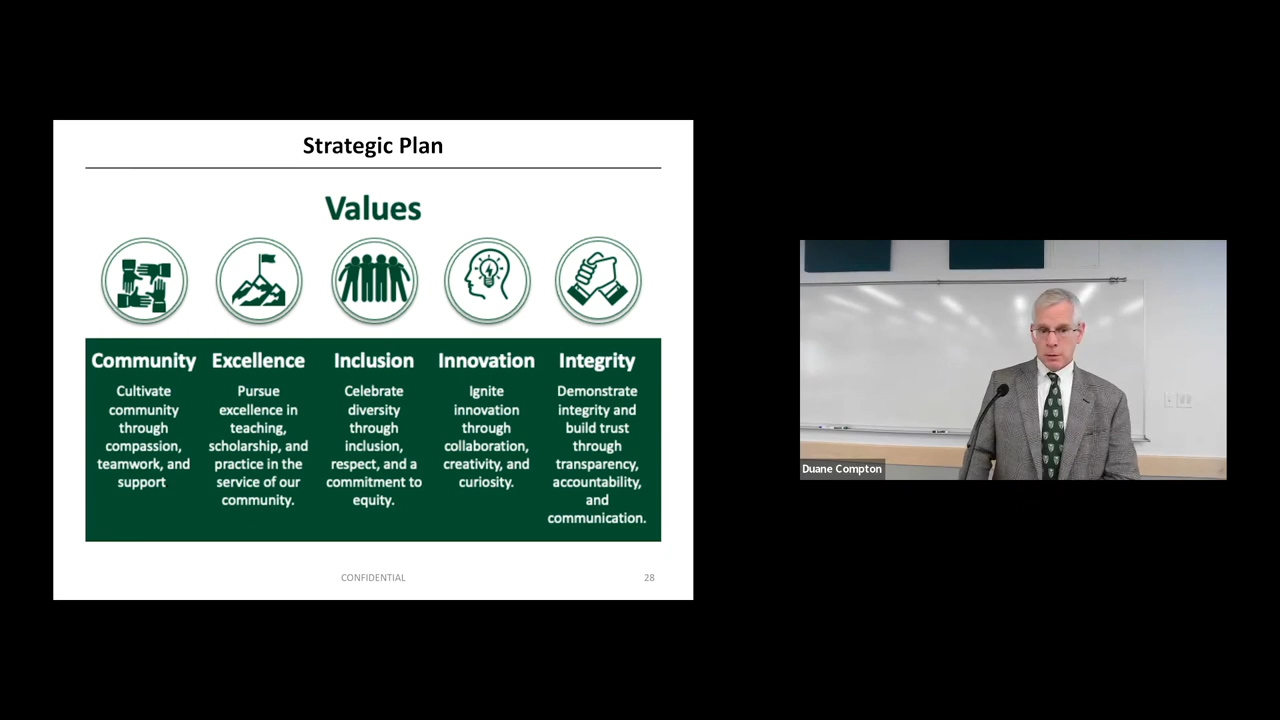 Strategic Plan
Values
Community
Cultivate
community
through
compassion,
teamwork, and
support
Excellence
Pursue
excellence in
teaching,
scholarship, and
practice in the
service of our
community.
Inclusion
Celebrate
diversity
through
inclusion,
respect, and a
commitment to
equity.
Innovation
Ignite
innovation
through
collaboration,
creativity, and
curiosity.
Integrity
Demonstrate
integrity and
build trust
through
transparency,
accountability,
and
communication.
CONFIDENTIAL
28
Duane Compton